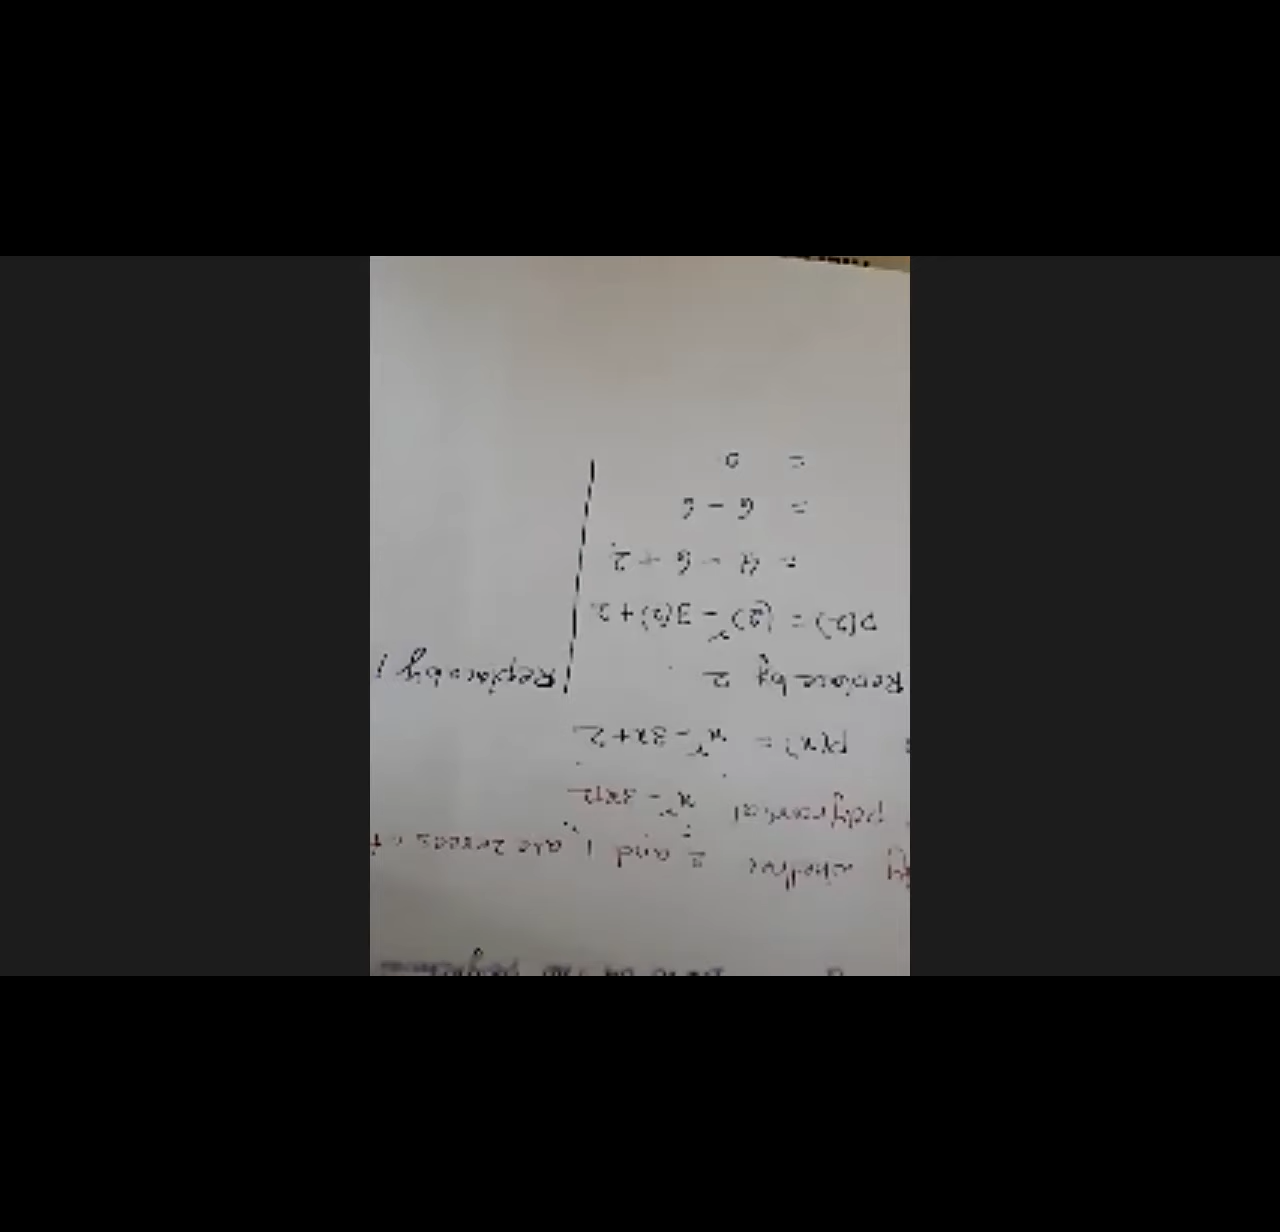 whether 2 and 1 are zeroes of
polynomial x² - 3x+2
p(x) = x² - 3x+2
Replace by 2
Replace by 1
p(2) = (2)² - 3(2)+2
= 4 - 6 + 2
= 6 - 6
= 0